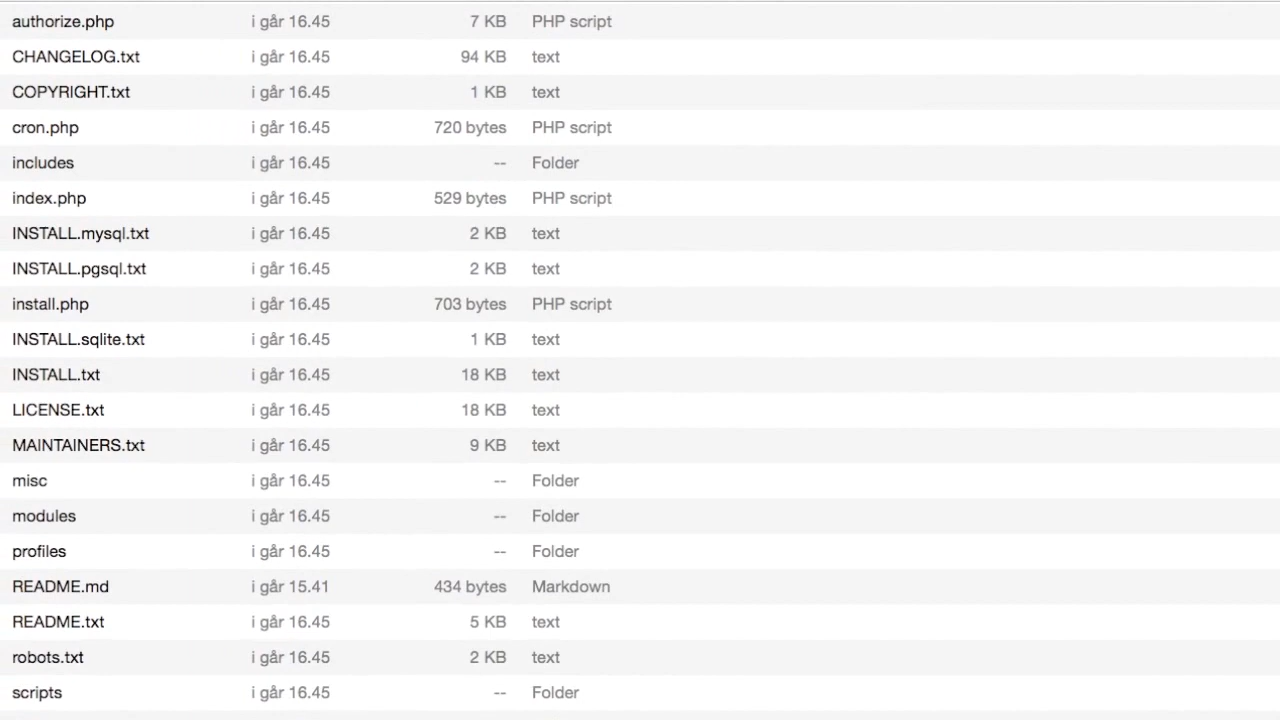 authorize.php i går 16.45 7 KB PHP script
CHANGELOG.txt i går 16.45 94 KB text
COPYRIGHT.txt i går 16.45 1 KB text
cron.php i går 16.45 720 bytes PHP script
includes i går 16.45 -- Folder
index.php i går 16.45 529 bytes PHP script
INSTALL.mysql.txt i går 16.45 2 KB text
INSTALL.pgsql.txt i går 16.45 2 KB text
install.php i går 16.45 703 bytes PHP script
INSTALL.sqlite.txt i går 16.45 1 KB text
INSTALL.txt i går 16.45 18 KB text
LICENSE.txt i går 16.45 18 KB text
MAINTAINERS.txt i går 16.45 9 KB text
misc i går 16.45 -- Folder
modules i går 16.45 -- Folder
profiles i går 16.45 -- Folder
README.md i går 15.41 434 bytes Markdown
README.txt i går 16.45 5 KB text
robots.txt i går 16.45 2 KB text
scripts i går 16.45 -- Folder